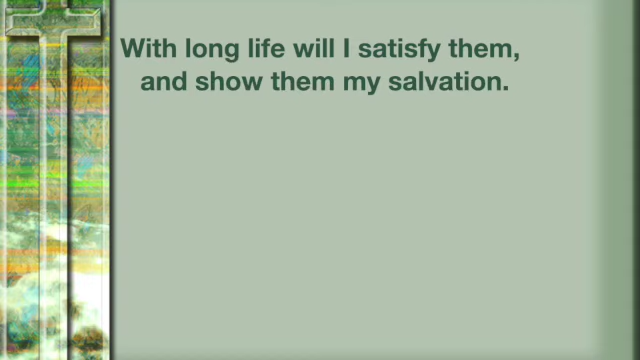 With long life will I satisfy them,
and show them my salvation.